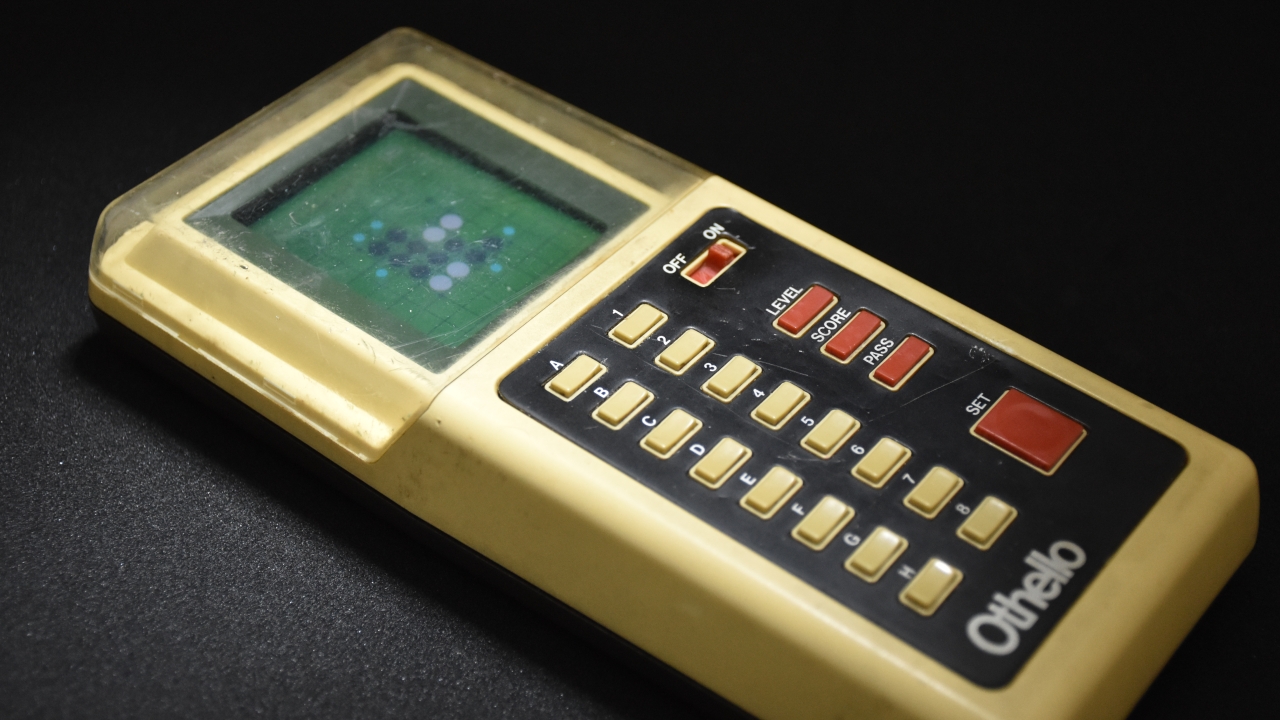 ON
OFF
LEVEL
SCORE
PASS
SET
1 2 3 4 5 6 7 8
A B C D E F G H
Othello